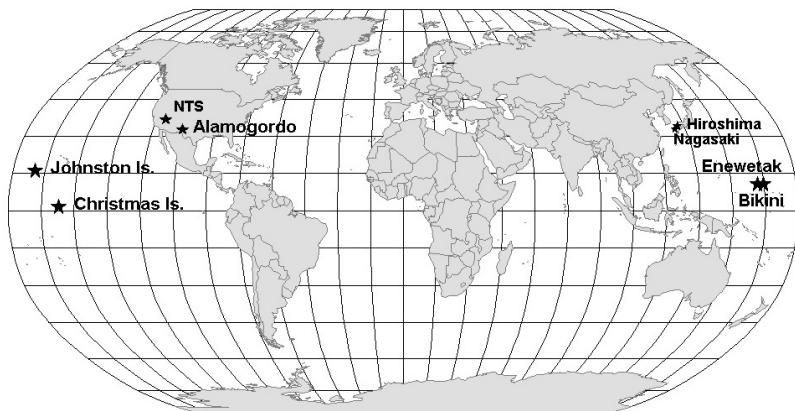 NTS
Alamogordo
Hiroshima
Nagasaki
Johnston Is.
Enewetak
Christmas Is.
Bikini